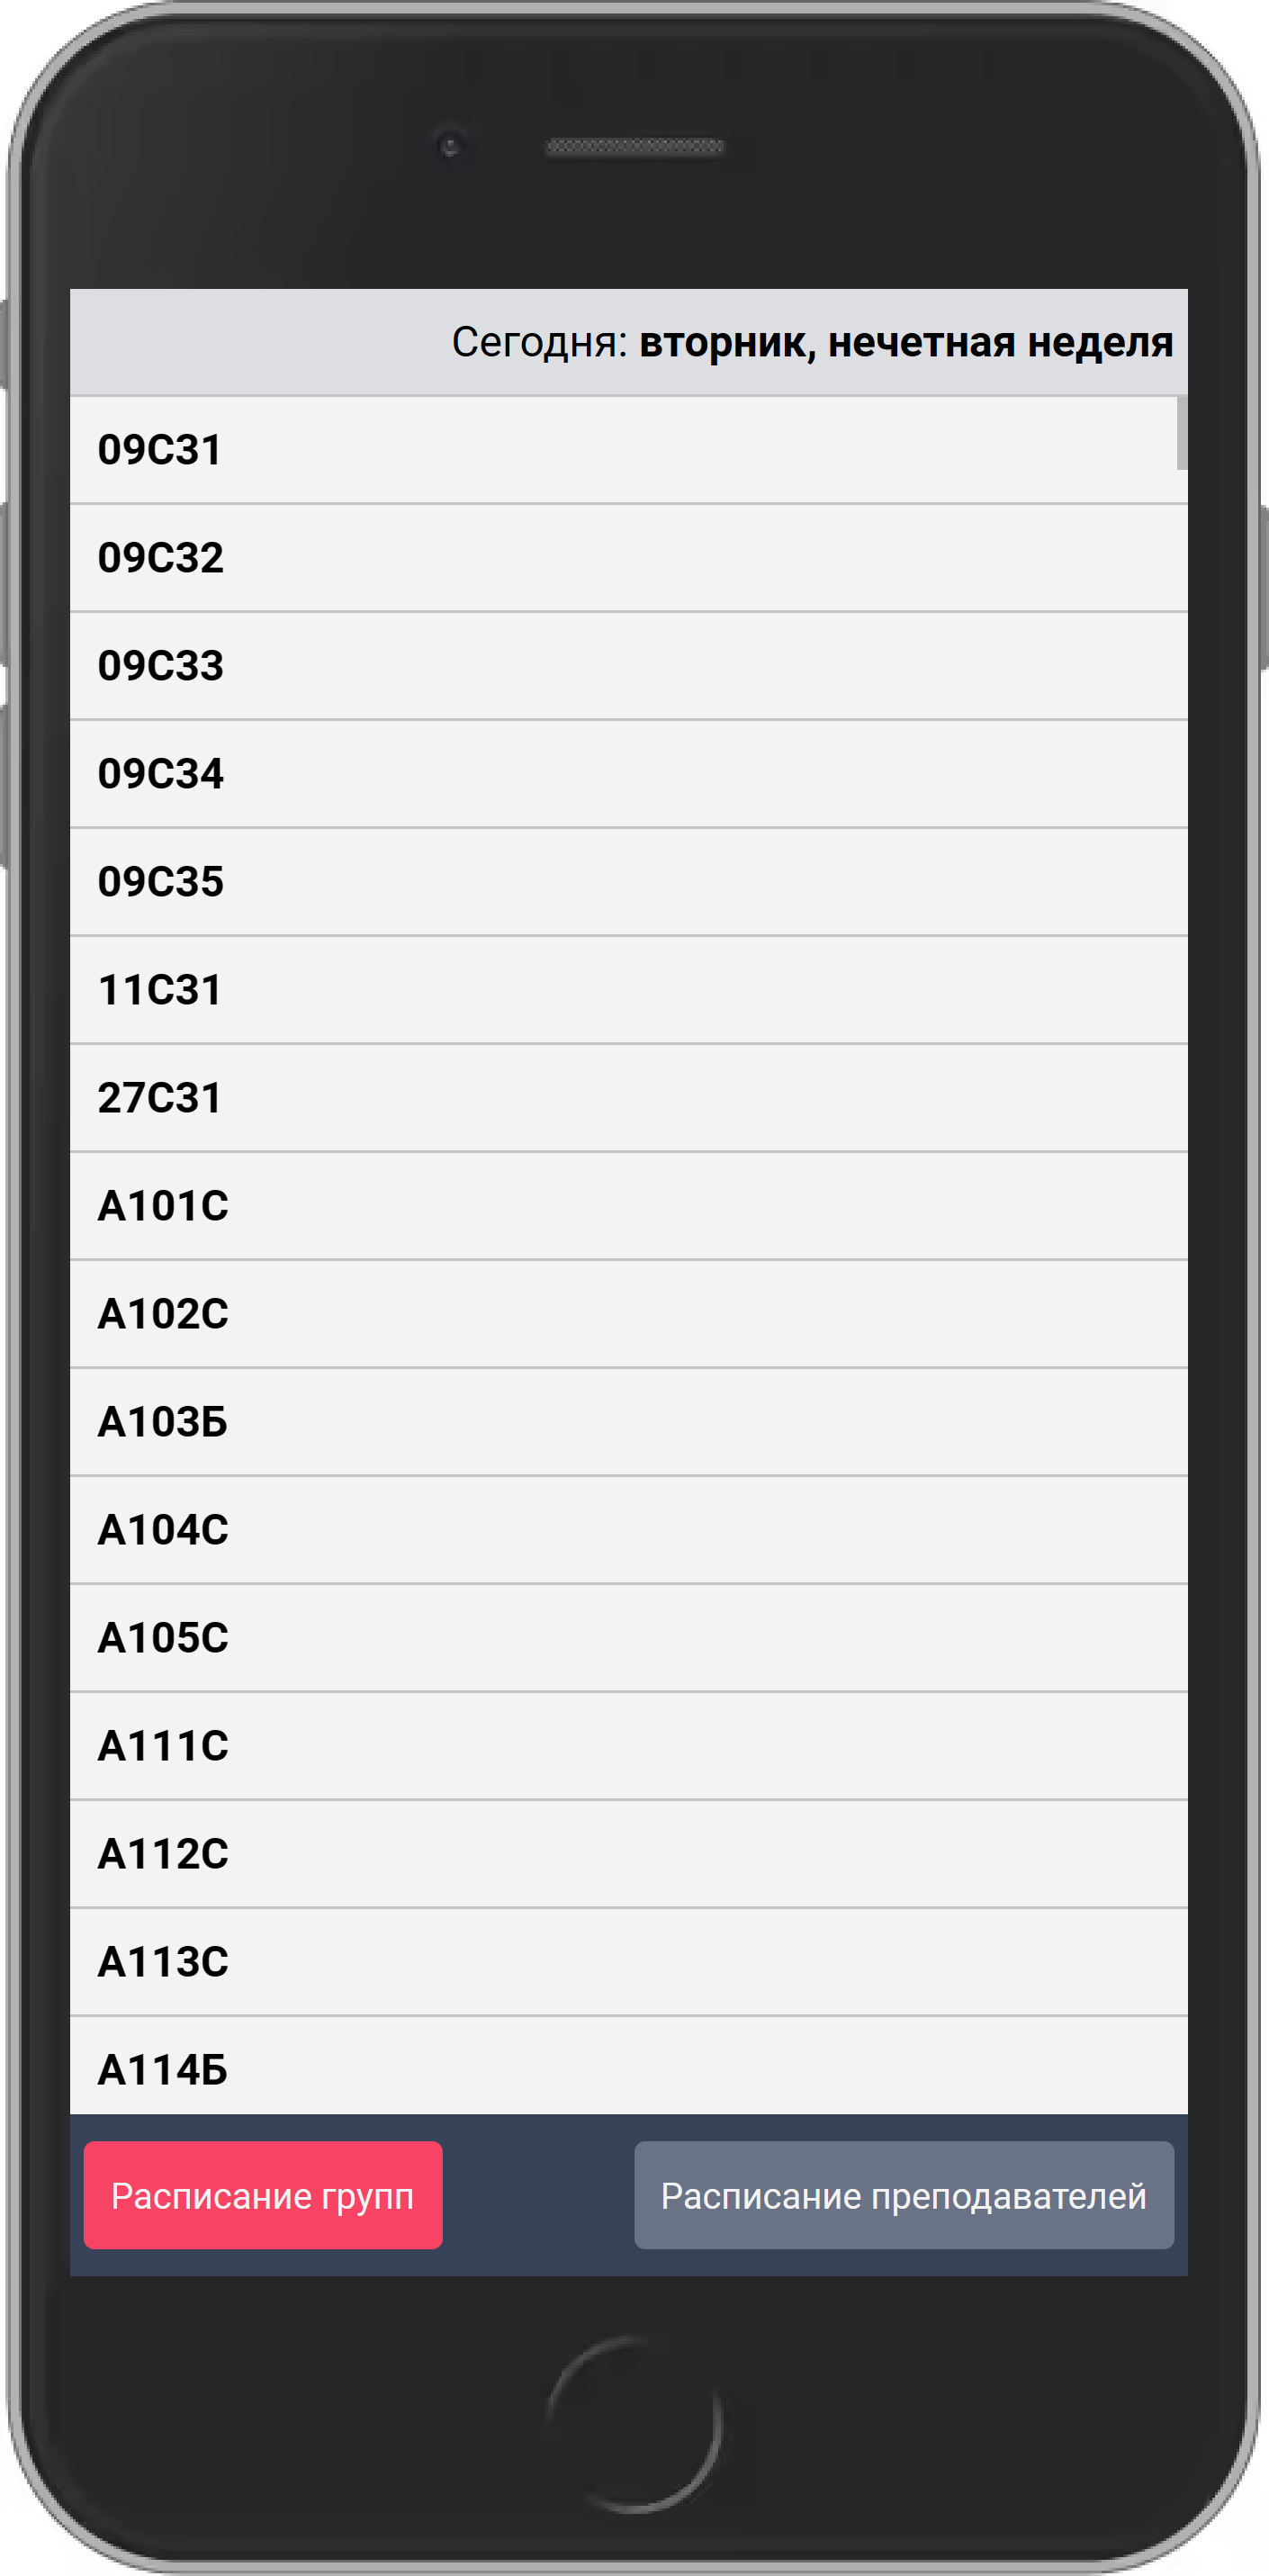 Сегодня: вторник, нечетная неделя
09С31
09С32
09С33
09С34
09С35
11С31
27С31
А101С
А102С
А103Б
А104С
А105С
А111С
А112С
А113С
А114Б
Расписание групп
Расписание преподавателей